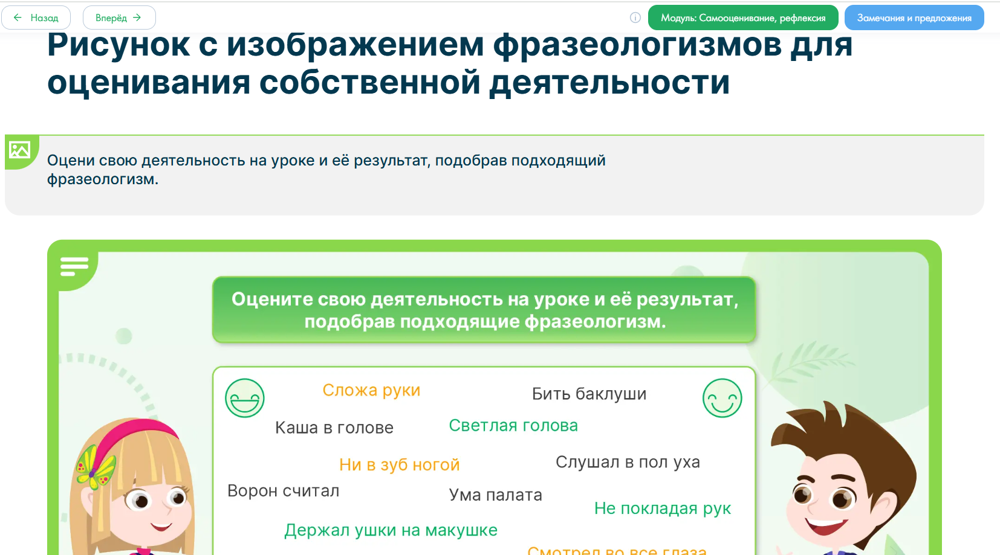 Назад
Вперёд
Модуль: Самооценивание, рефлексия
Замечания и предложения
Рисунок с изображением фразеологизмов для
оценивания собственной деятельности
Оцени свою деятельность на уроке и её результат, подобрав подходящий
фразеологизм.
Оцените свою деятельность на уроке и её результат,
подобрав подходящие фразеологизм.
Сложа руки
Бить баклуши
Каша в голове
Светлая голова
Ни в зуб ногой
Слушал в пол уха
Ворон считал
Ума палата
Не покладая рук
Держал ушки на макушке
Смотрел во все глаза